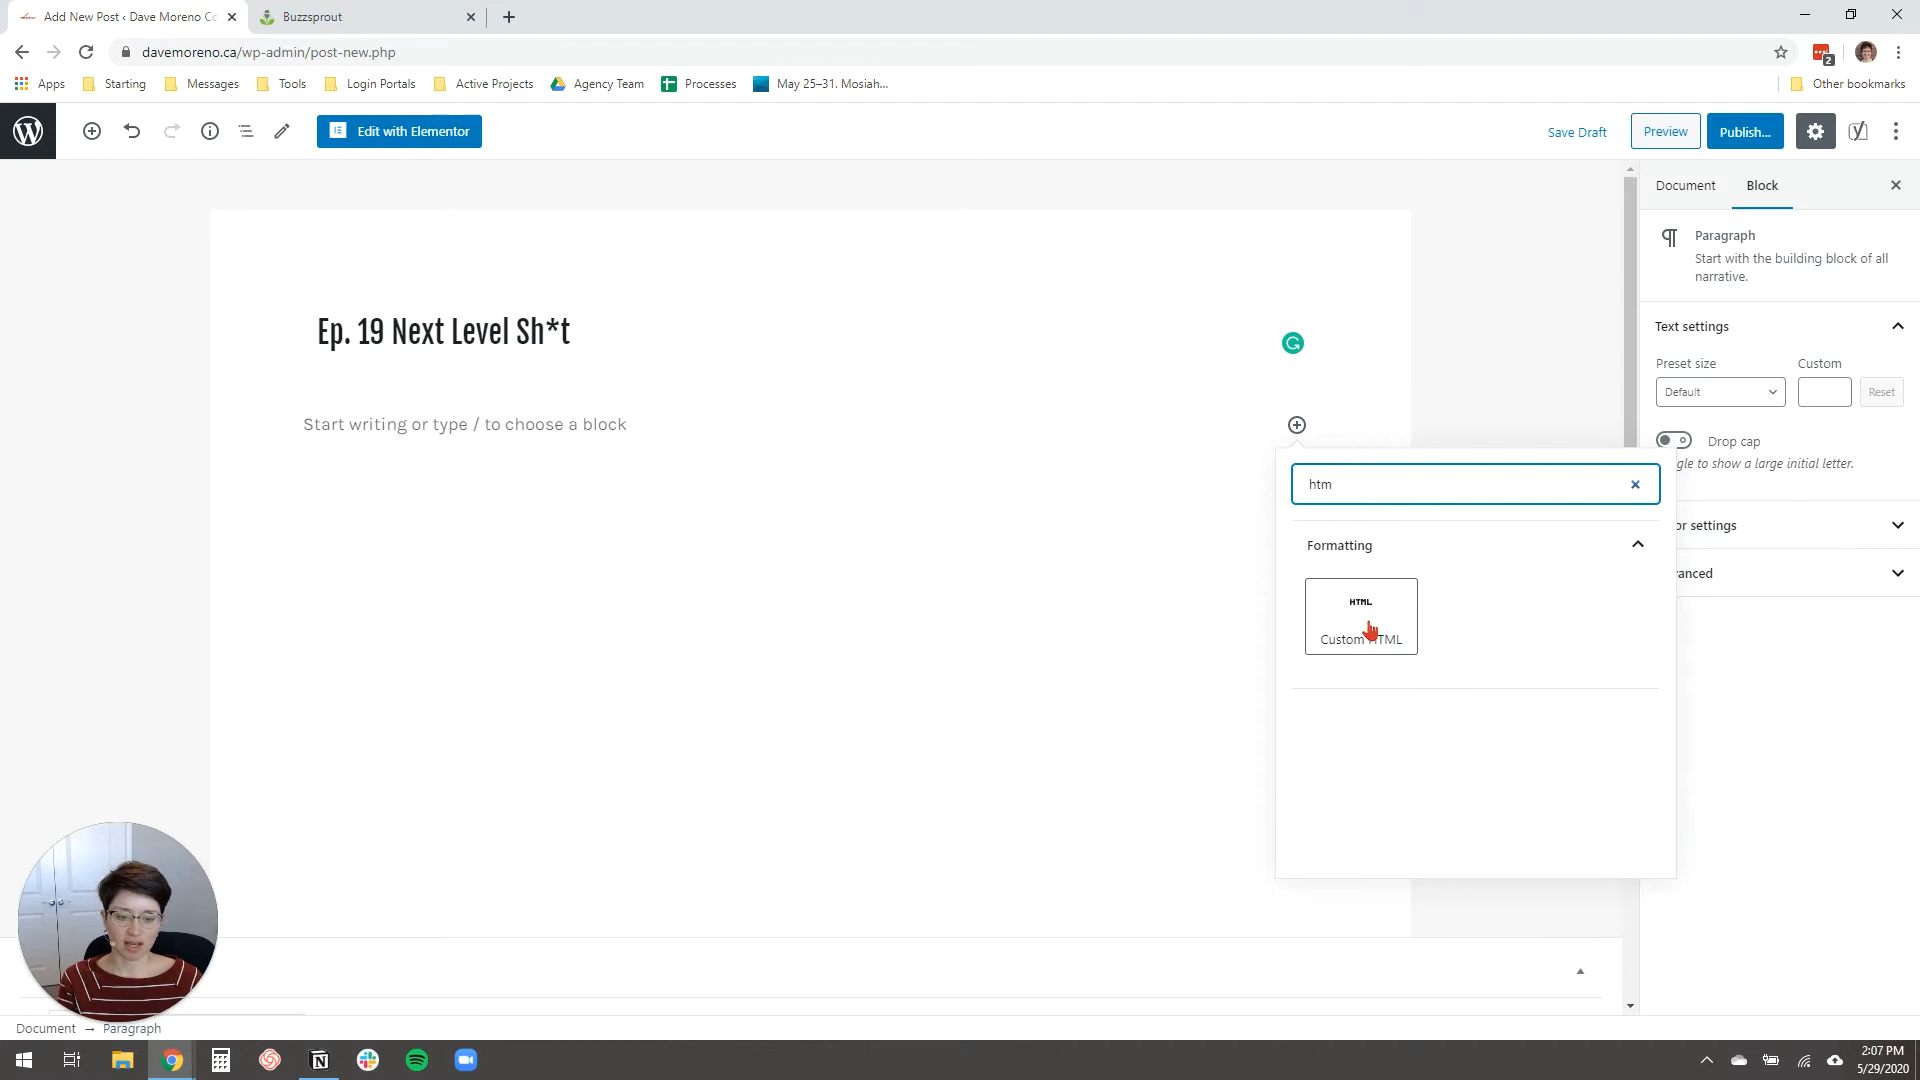 Add New Post ‹ Dave Moreno Co
Buzzsprout
davemoreno.ca/wp-admin/post-new.php
2
Apps
Starting
Messages
Tools
Login Portals
Active Projects
Agency Team
Processes
May 25–31. Mosiah...
Other bookmarks
Edit with Elementor
Save Draft
Preview
Publish...
Document
Block
Paragraph
Start with the building block of all
narrative.
Ep. 19 Next Level Sh*t
Text settings
Preset size
Custom
Default
Reset
Start writing or type / to choose a block
Drop cap
gle to show a large initial letter.
htm
or settings
Formatting
vanced
HTML
Custom HTML
Document → Paragraph
2:07 PM
5/29/2020